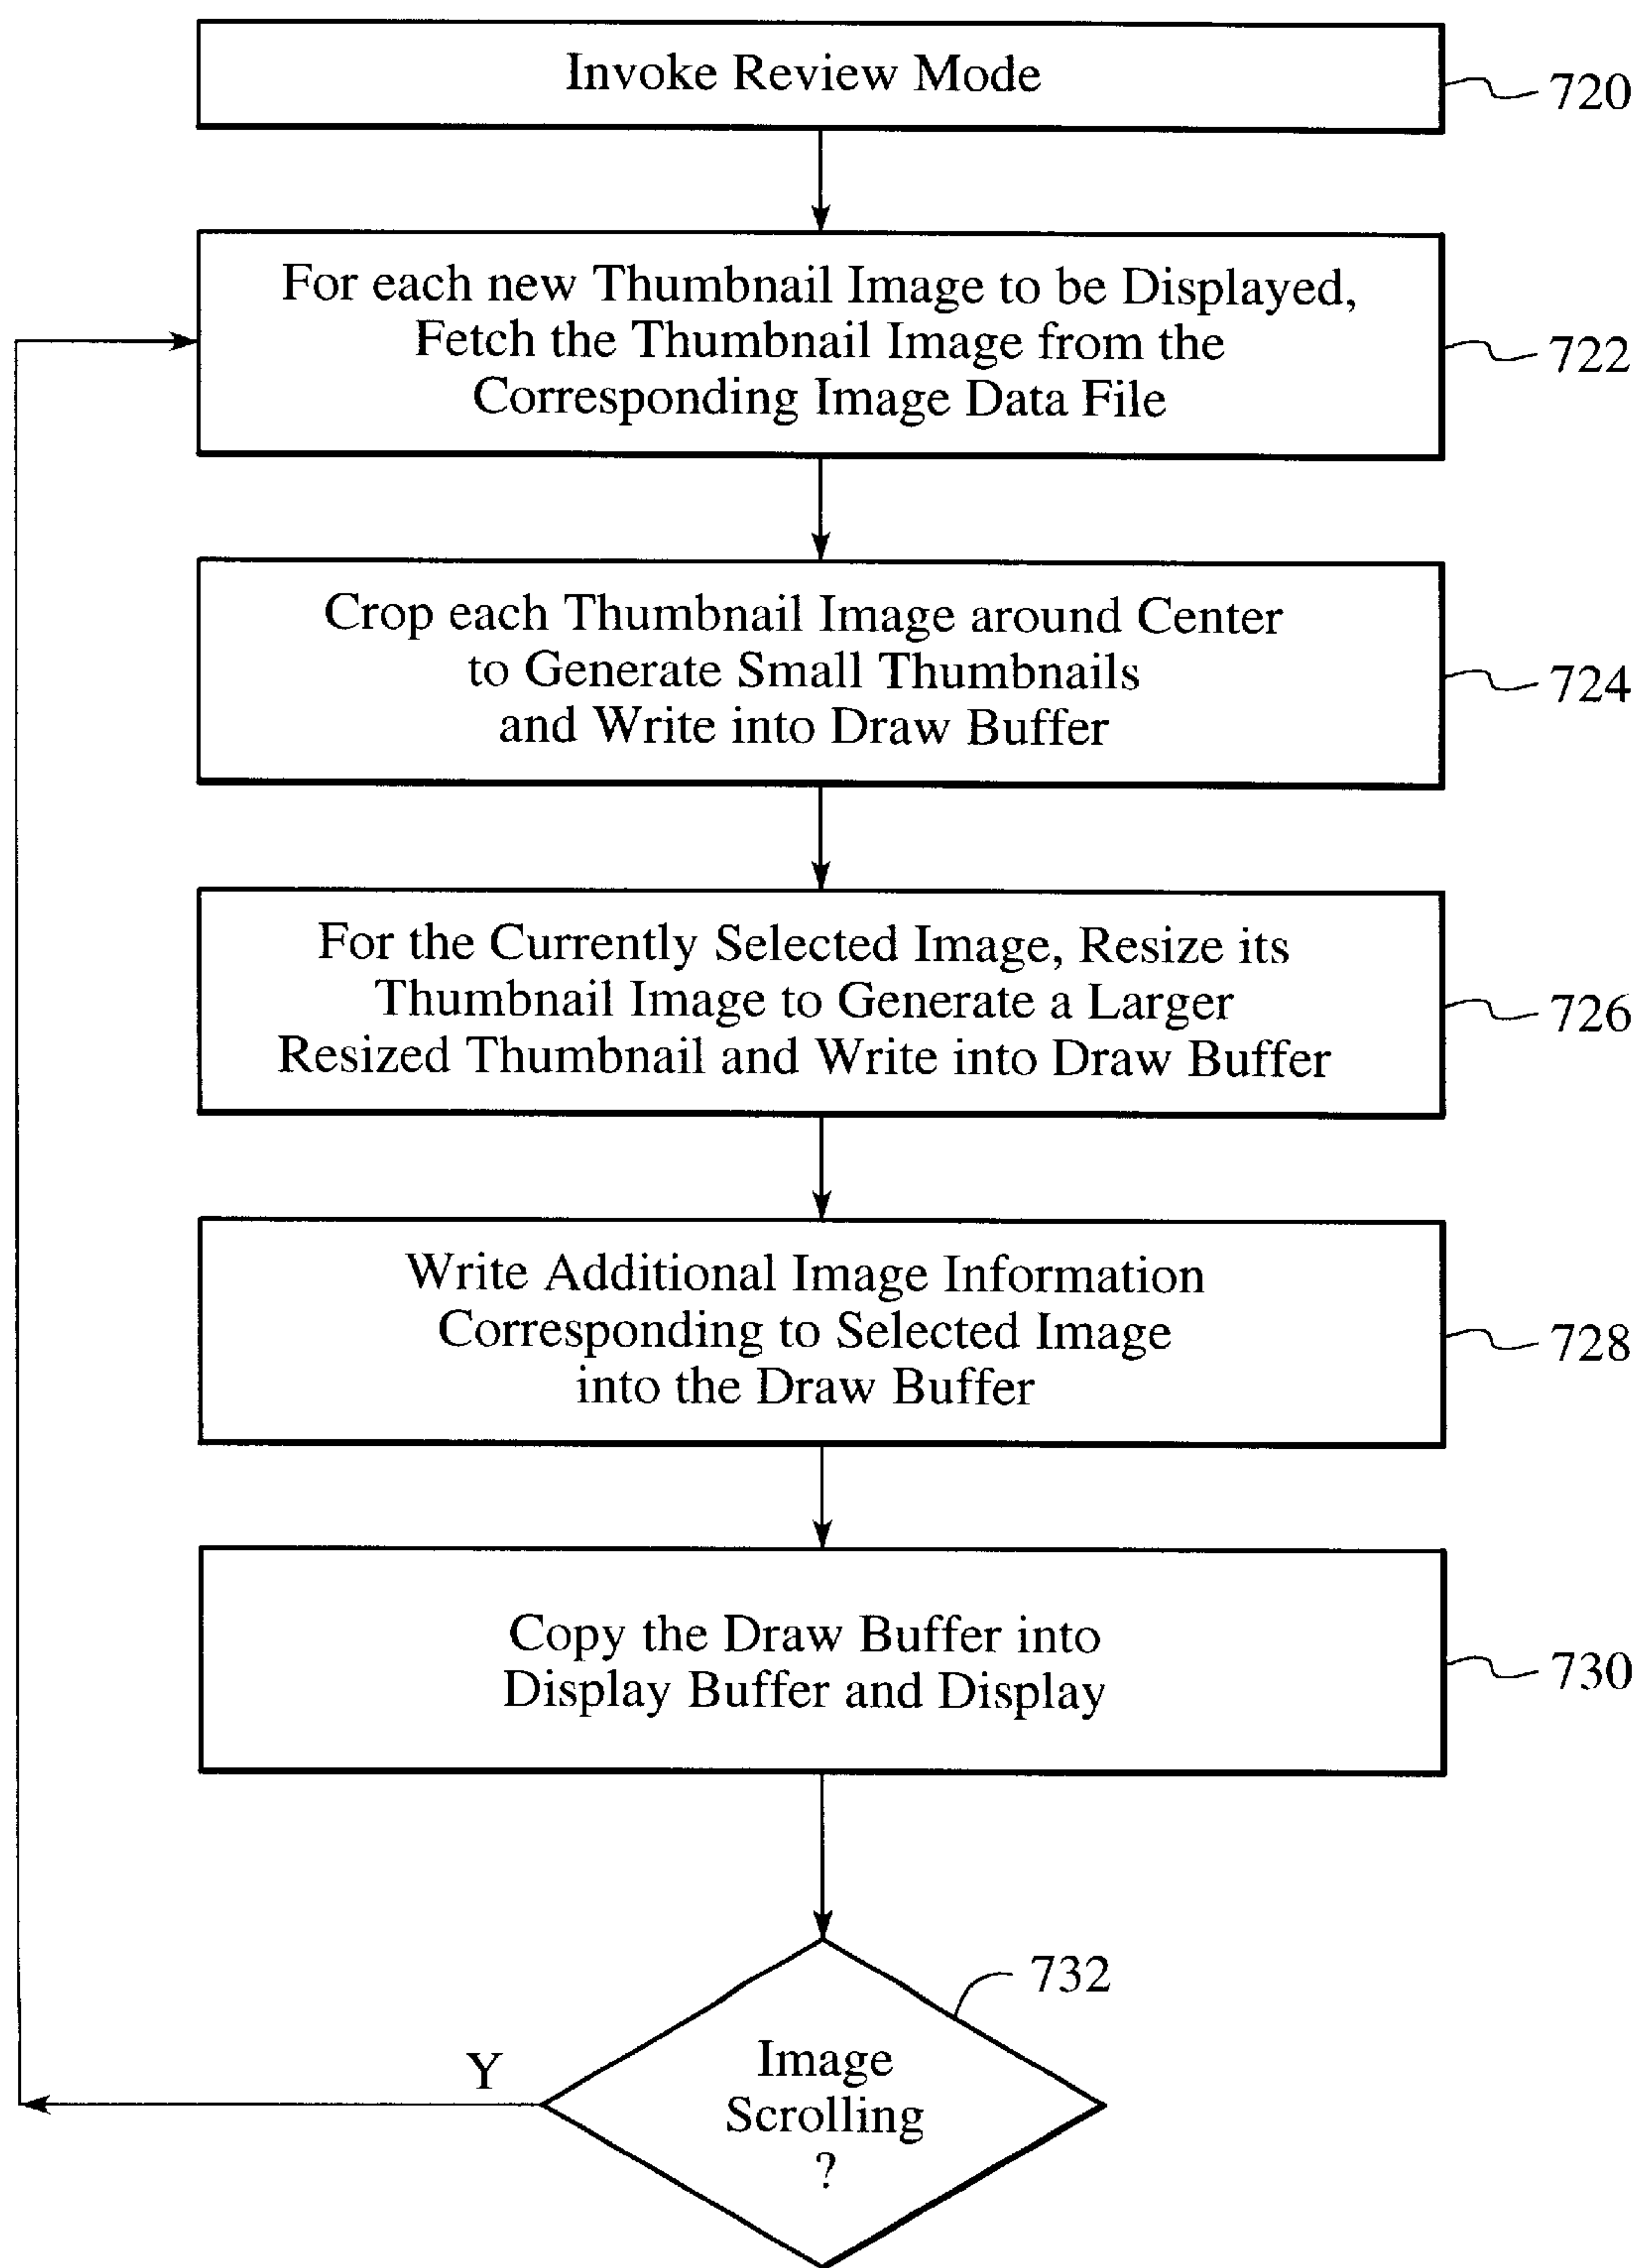 Invoke Review Mode
720
For each new Thumbnail Image to be Displayed,
Fetch the Thumbnail Image from the
Corresponding Image Data File
722
Crop each Thumbnail Image around Center
to Generate Small Thumbnails
and Write into Draw Buffer
724
For the Currently Selected Image, Resize its
Thumbnail Image to Generate a Larger
Resized Thumbnail and Write into Draw Buffer
726
Write Additional Image Information
Corresponding to Selected Image
into the Draw Buffer
728
Copy the Draw Buffer into
Display Buffer and Display
730
732
Y
Image
Scrolling
?